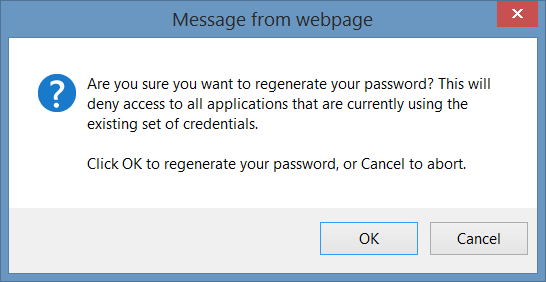 Message from webpage
Are you sure you want to regenerate your password? This will
deny access to all applications that are currently using the
existing set of credentials.
Click OK to regenerate your password, or Cancel to abort.
OK
Cancel